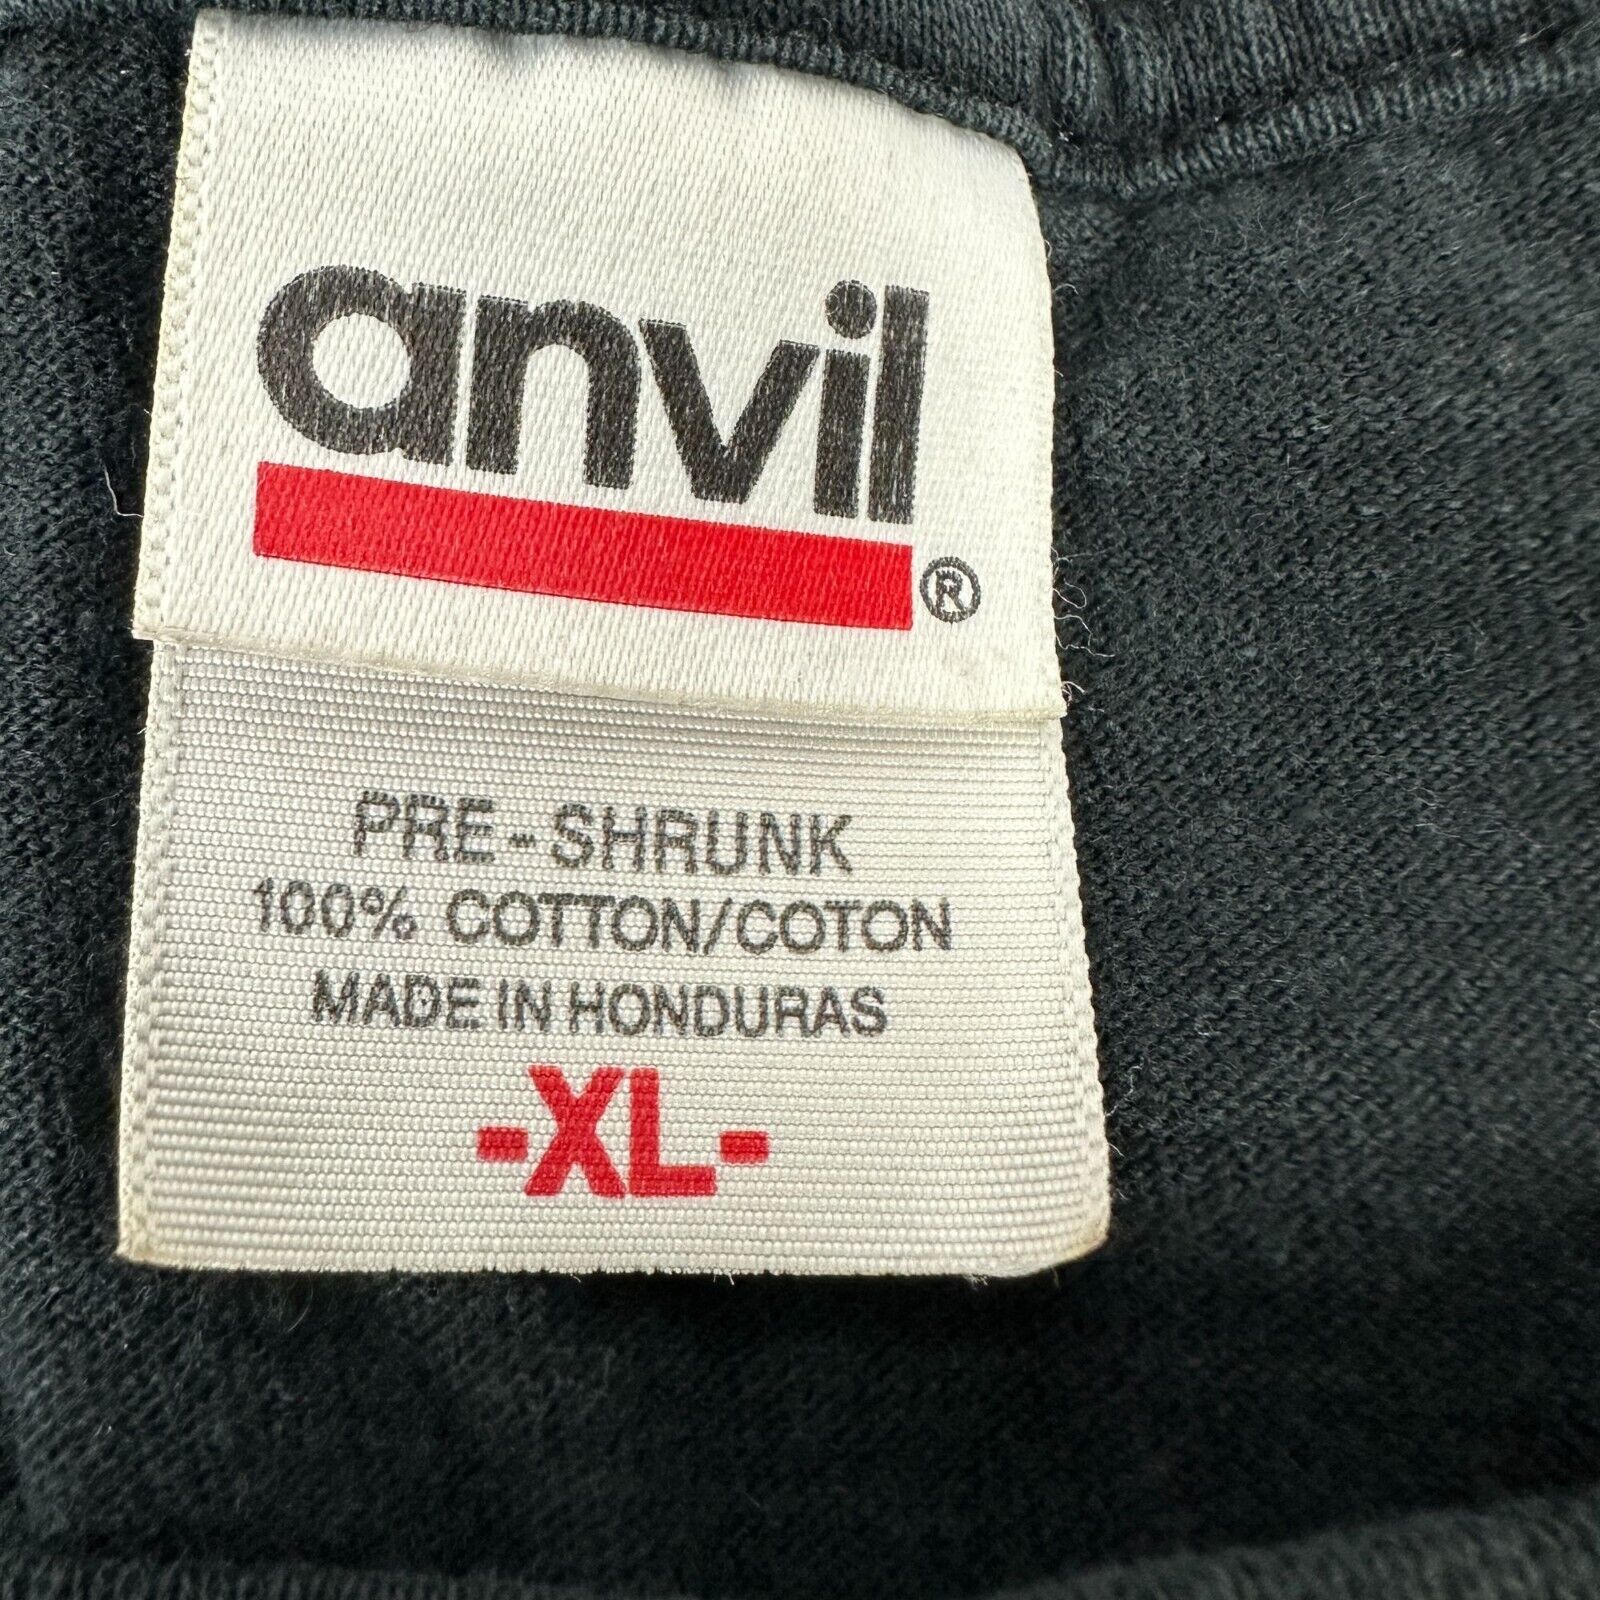 anvil®
PRE-SHRUNK
100% COTTON/COTON
MADE IN HONDURAS
-XL-